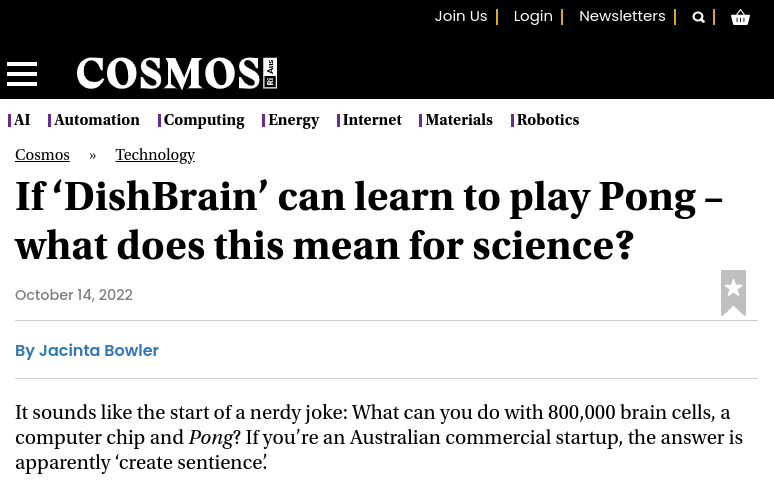 Join Us Login Newsletters
COSMOS Ri Aus
AI Automation Computing Energy Internet Materials Robotics
Cosmos » Technology
If ‘DishBrain’ can learn to play Pong –
what does this mean for science?
October 14, 2022
By Jacinta Bowler
It sounds like the start of a nerdy joke: What can you do with 800,000 brain cells, a
computer chip and Pong? If you’re an Australian commercial startup, the answer is
apparently ‘create sentience’.